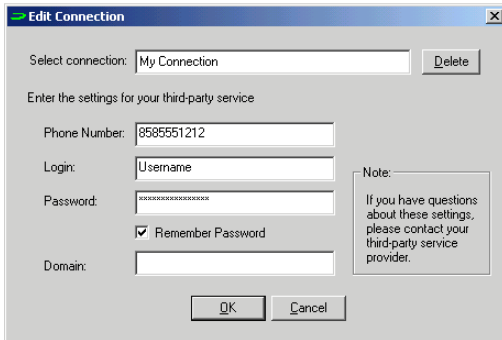 Edit Connection
Select connection: My Connection Delete
Enter the settings for your third-party service
Phone Number: 8585551212
Login: Username
Password: ***************
Remember Password
Domain:
Note:
If you have questions
about these settings,
please contact your
third-party service
provider.
OK Cancel